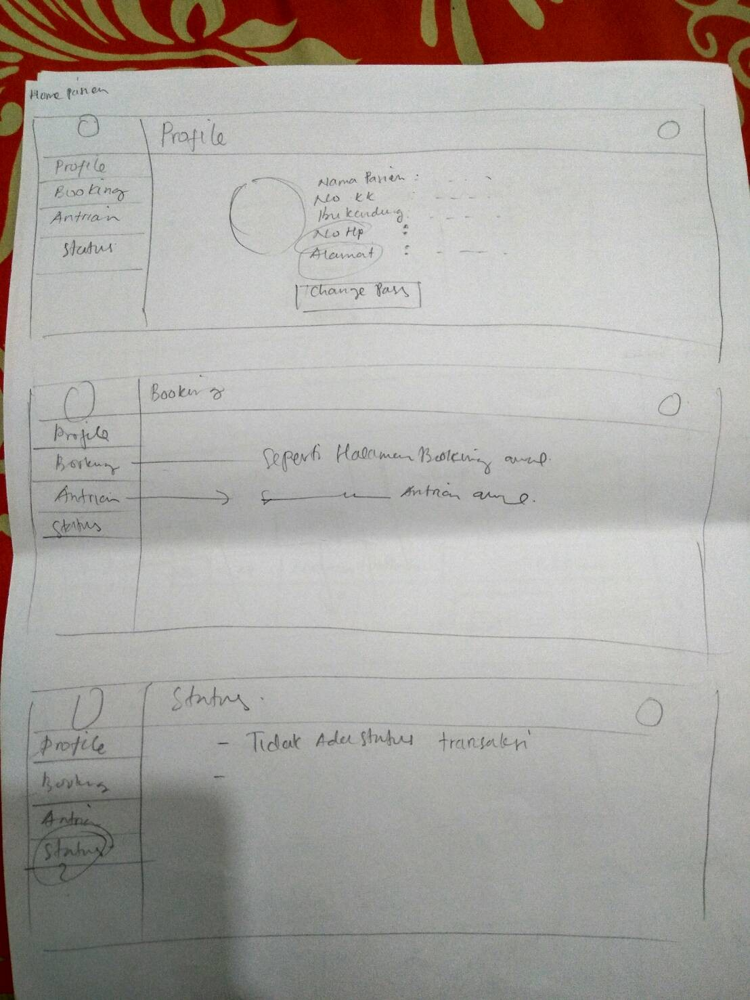 Home pasien
Profile
Profile
Booking
Antrian
Status
Nama Pasien :
No KK :
Ibu Kandung :
No Hp :
Alamat :
Change Pass
Booking
Profile
Booking
Seperti Halaman Booking awal.
Antrian
Antrian awal.
Status
Status.
Profile
- Tidak Ada status transaksi
Booking
-
Antrian
Status
?